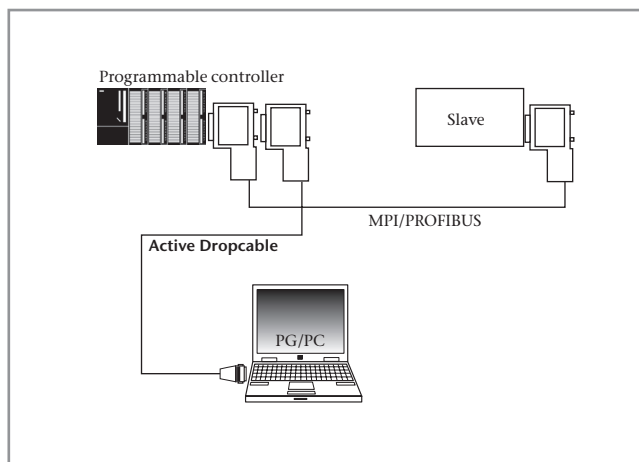 Programmable controller
Slave
MPI/PROFIBUS
Active Dropcable
PG/PC